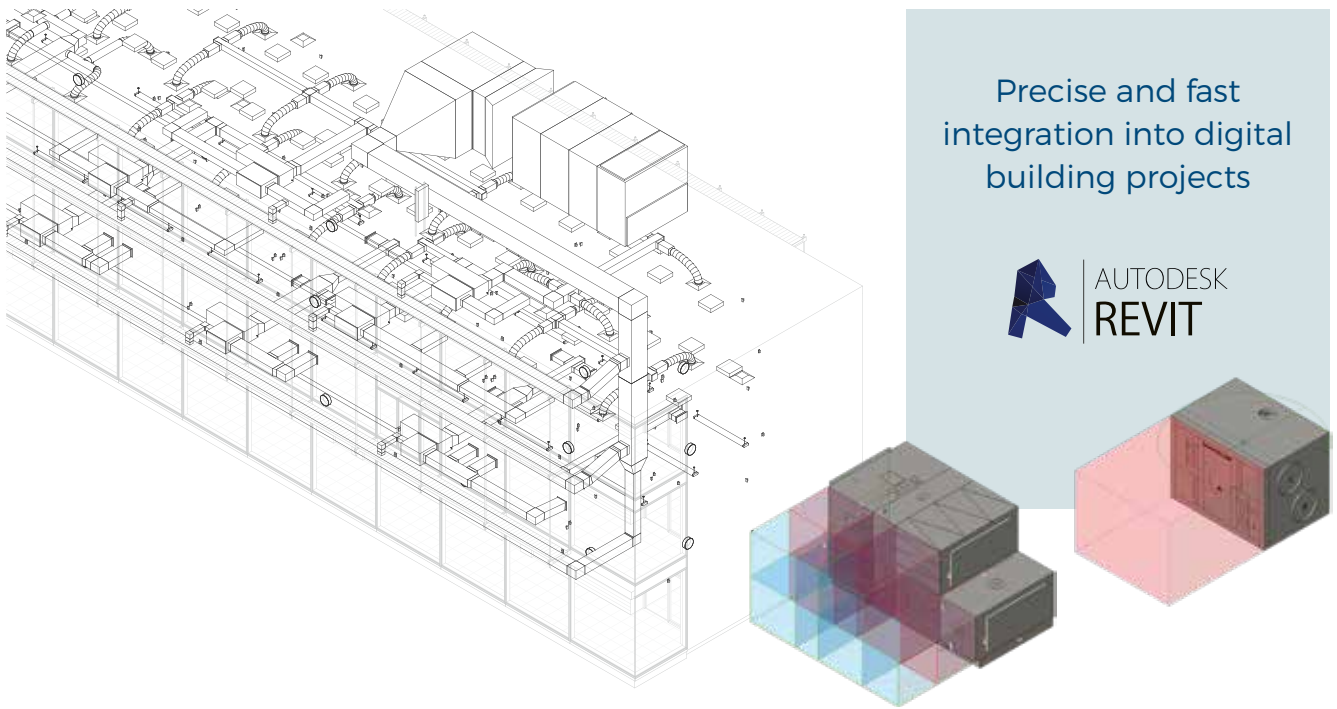 Precise and fast
integration into digital
building projects
AUTODESK
REVIT